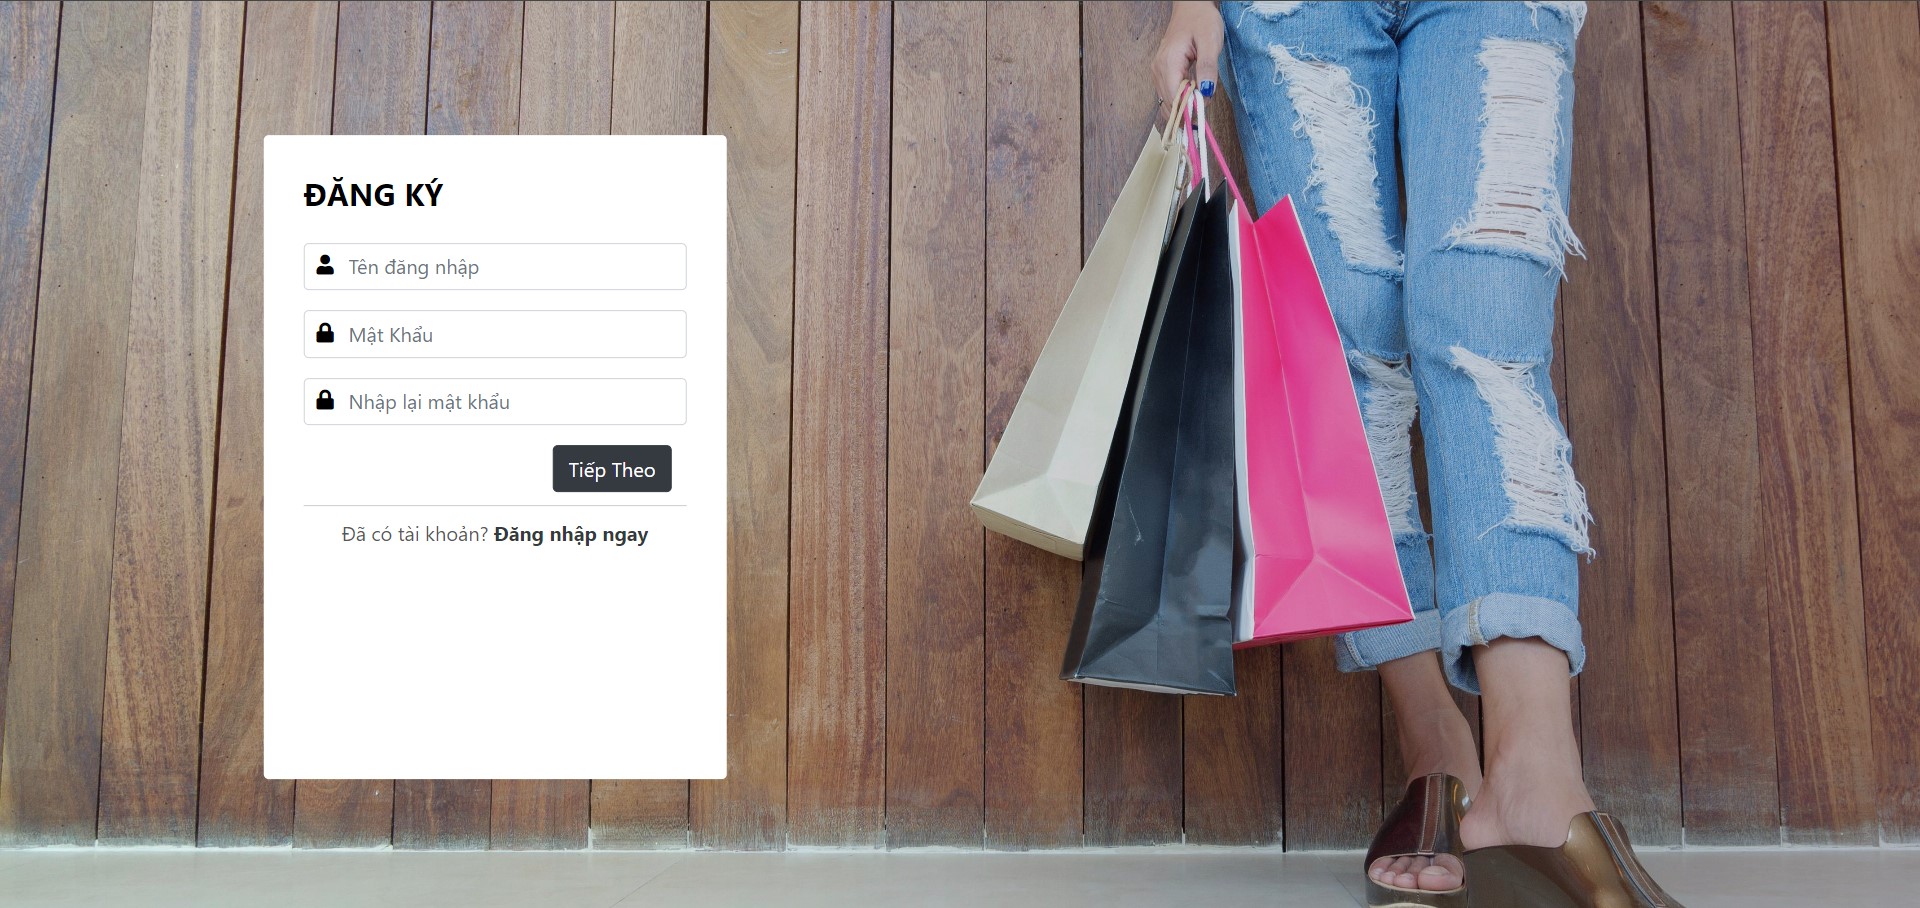 ĐĂNG KÝ
Tên đăng nhập
Mật Khẩu
Nhập lại mật khẩu
Tiếp Theo
Đã có tài khoản? Đăng nhập ngay